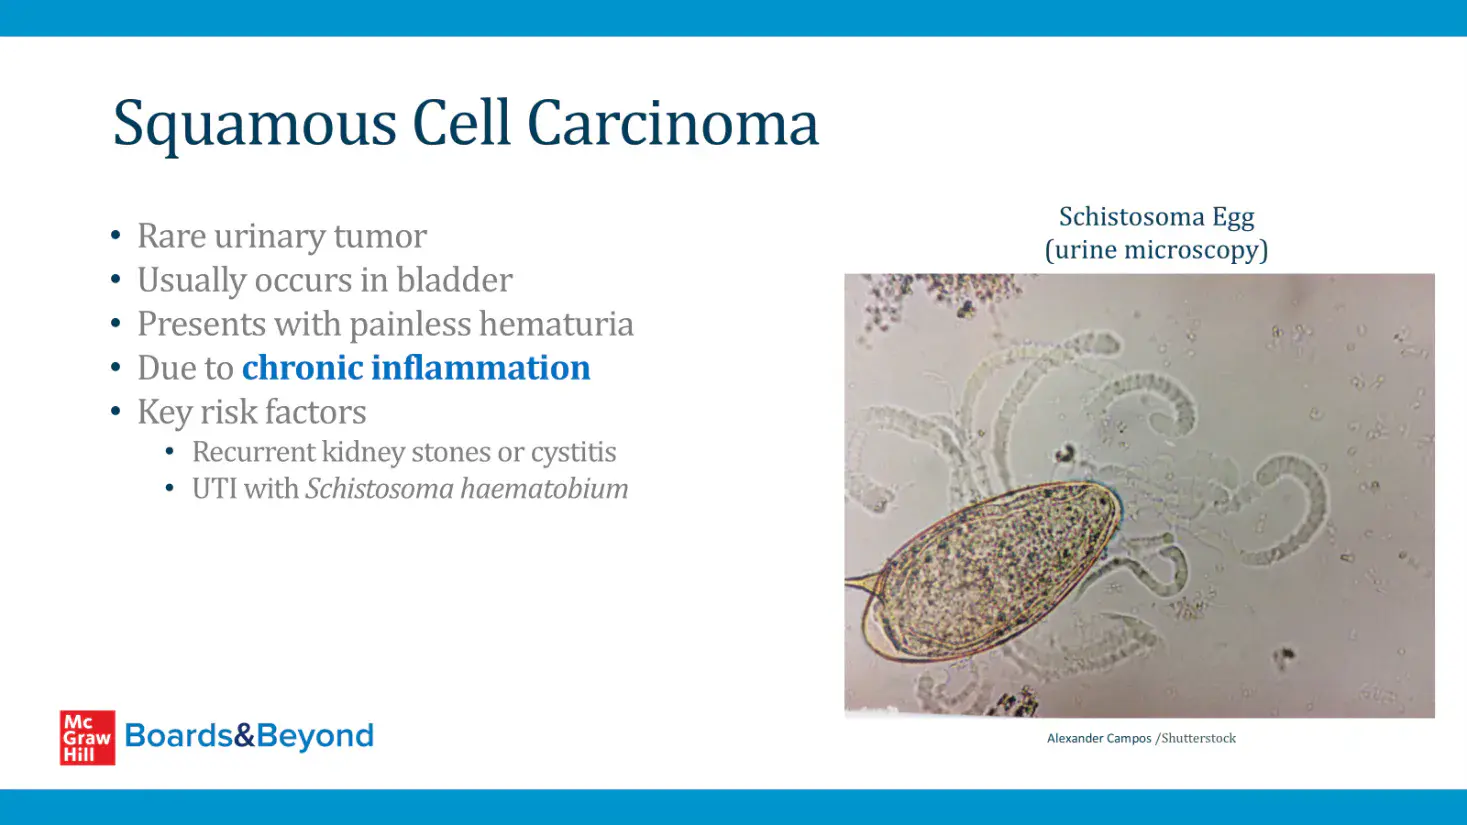 Squamous Cell Carcinoma
• Rare urinary tumor
• Usually occurs in bladder
• Presents with painless hematuria
• Due to chronic inflammation
• Key risk factors
• Recurrent kidney stones or cystitis
• UTI with Schistosoma haematobium
Schistosoma Egg
(urine microscopy)
Alexander Campos /Shutterstock
Mc
Graw
Hill
Boards&Beyond